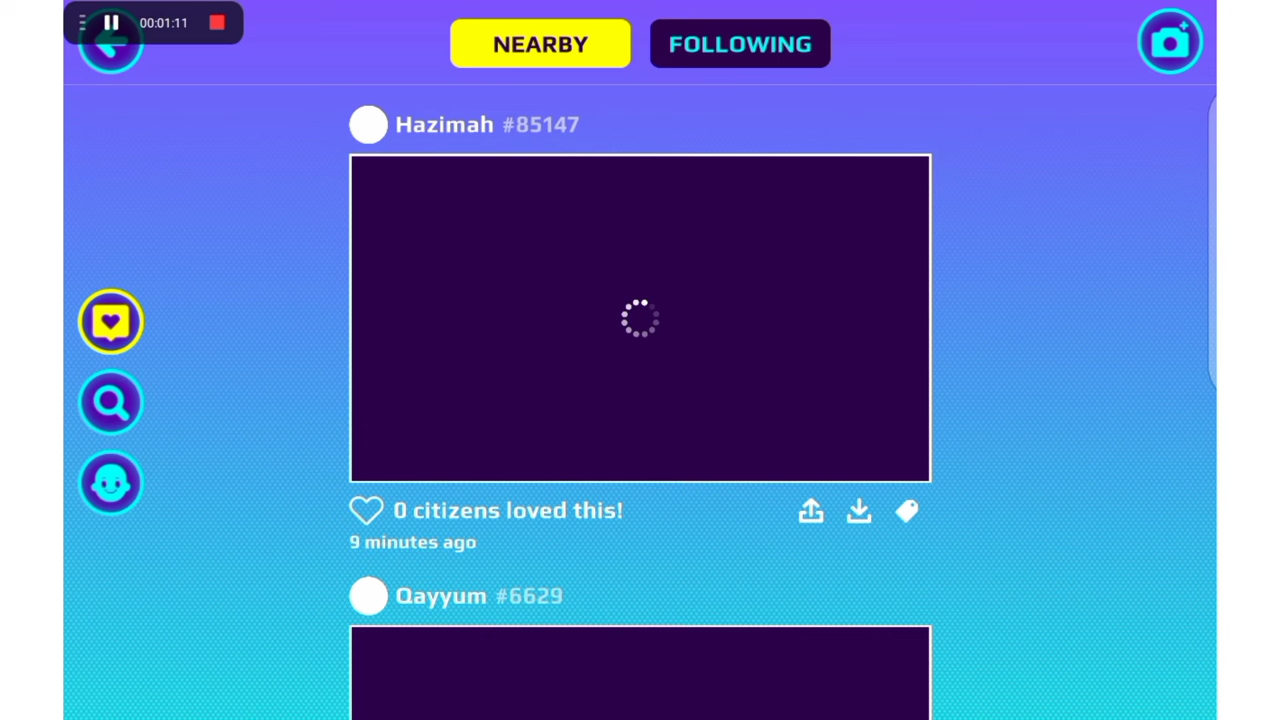 00:01:11
NEARBY
FOLLOWING
Hazimah #85147
0 citizens loved this!
9 minutes ago
Qayyum #6629